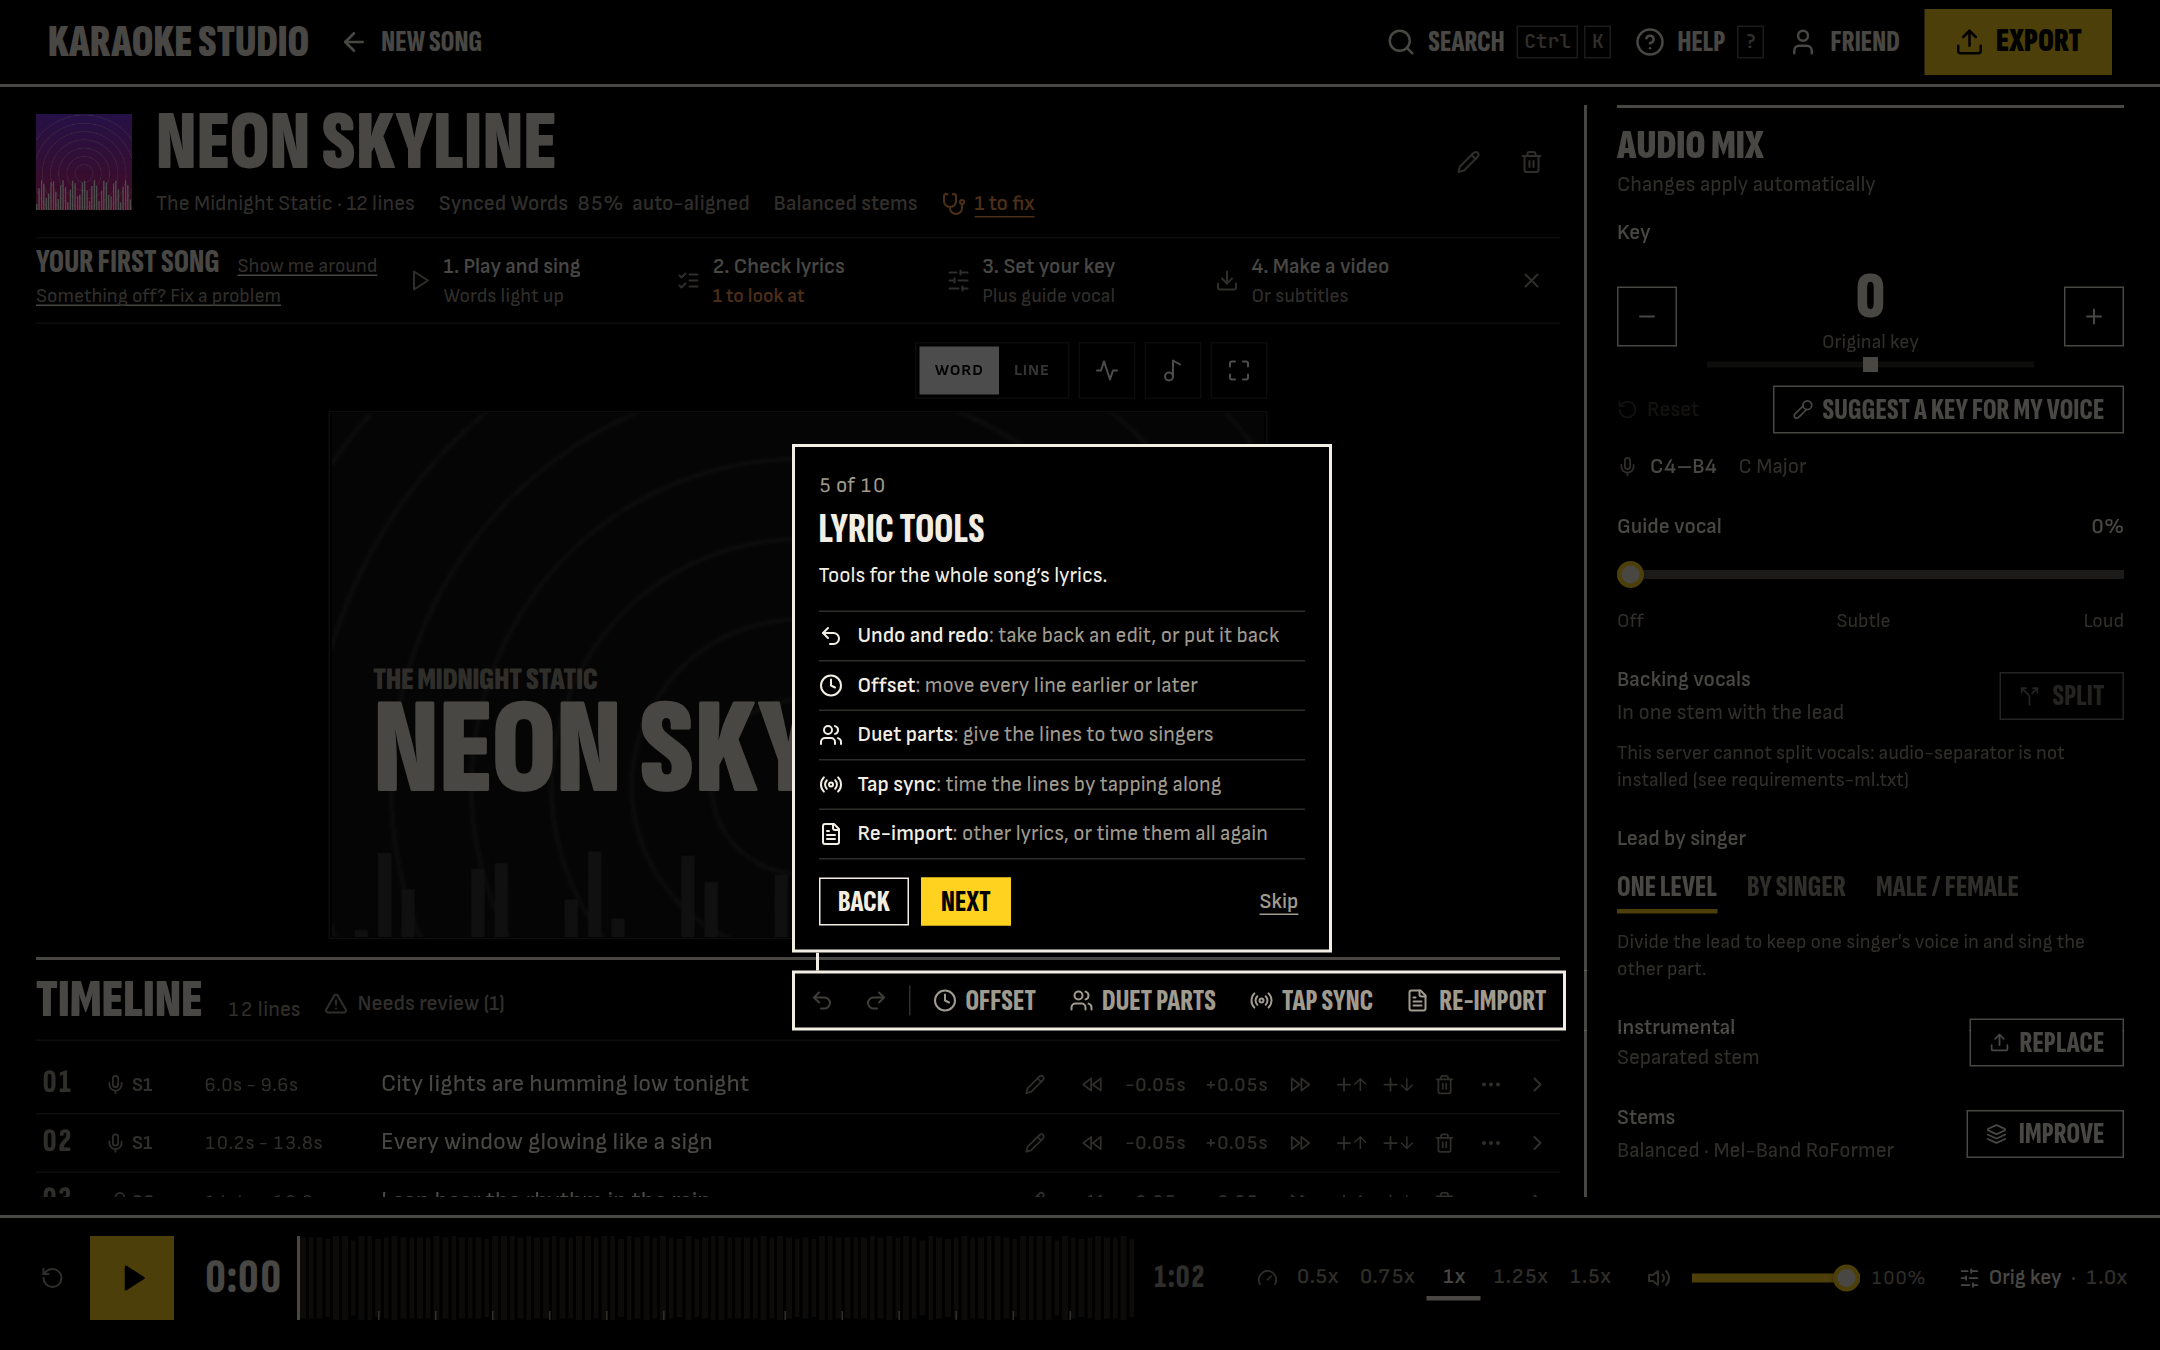 KARAOKE STUDIO
NEW SONG
SEARCH Ctrl K
HELP ?
FRIEND
EXPORT
NEON SKYLINE
The Midnight Static · 12 lines Synced Words 85% auto-aligned Balanced stems 1 to fix
YOUR FIRST SONG Show me around
Something off? Fix a problem
1. Play and sing
Words light up
2. Check lyrics
1 to look at
3. Set your key
Plus guide vocal
4. Make a video
Or subtitles
WORD LINE
THE MIDNIGHT STATIC
NEON SKY
5 of 10
LYRIC TOOLS
Tools for the whole song's lyrics.
Undo and redo: take back an edit, or put it back
Offset: move every line earlier or later
Duet parts: give the lines to two singers
Tap sync: time the lines by tapping along
Re-import: other lyrics, or time them all again
BACK NEXT Skip
TIMELINE 12 lines Needs review (1)
OFFSET DUET PARTS TAP SYNC RE-IMPORT
01 S1 6.0s - 9.6s City lights are humming low tonight -0.05s +0.05s
02 S1 10.2s - 13.8s Every window glowing like a sign -0.05s +0.05s
AUDIO MIX
Changes apply automatically
Key
0
Original key
Reset
SUGGEST A KEY FOR MY VOICE
C4–B4 C Major
Guide vocal 0%
Off Subtle Loud
Backing vocals
In one stem with the lead
SPLIT
This server cannot split vocals: audio-separator is not
installed (see requirements-ml.txt)
Lead by singer
ONE LEVEL BY SINGER MALE / FEMALE
Divide the lead to keep one singer's voice in and sing the
other part.
Instrumental
Separated stem
REPLACE
Stems
Balanced · Mel-Band RoFormer
IMPROVE
0:00
1:02
0.5x 0.75x 1x 1.25x 1.5x
100%
Orig key · 1.0x